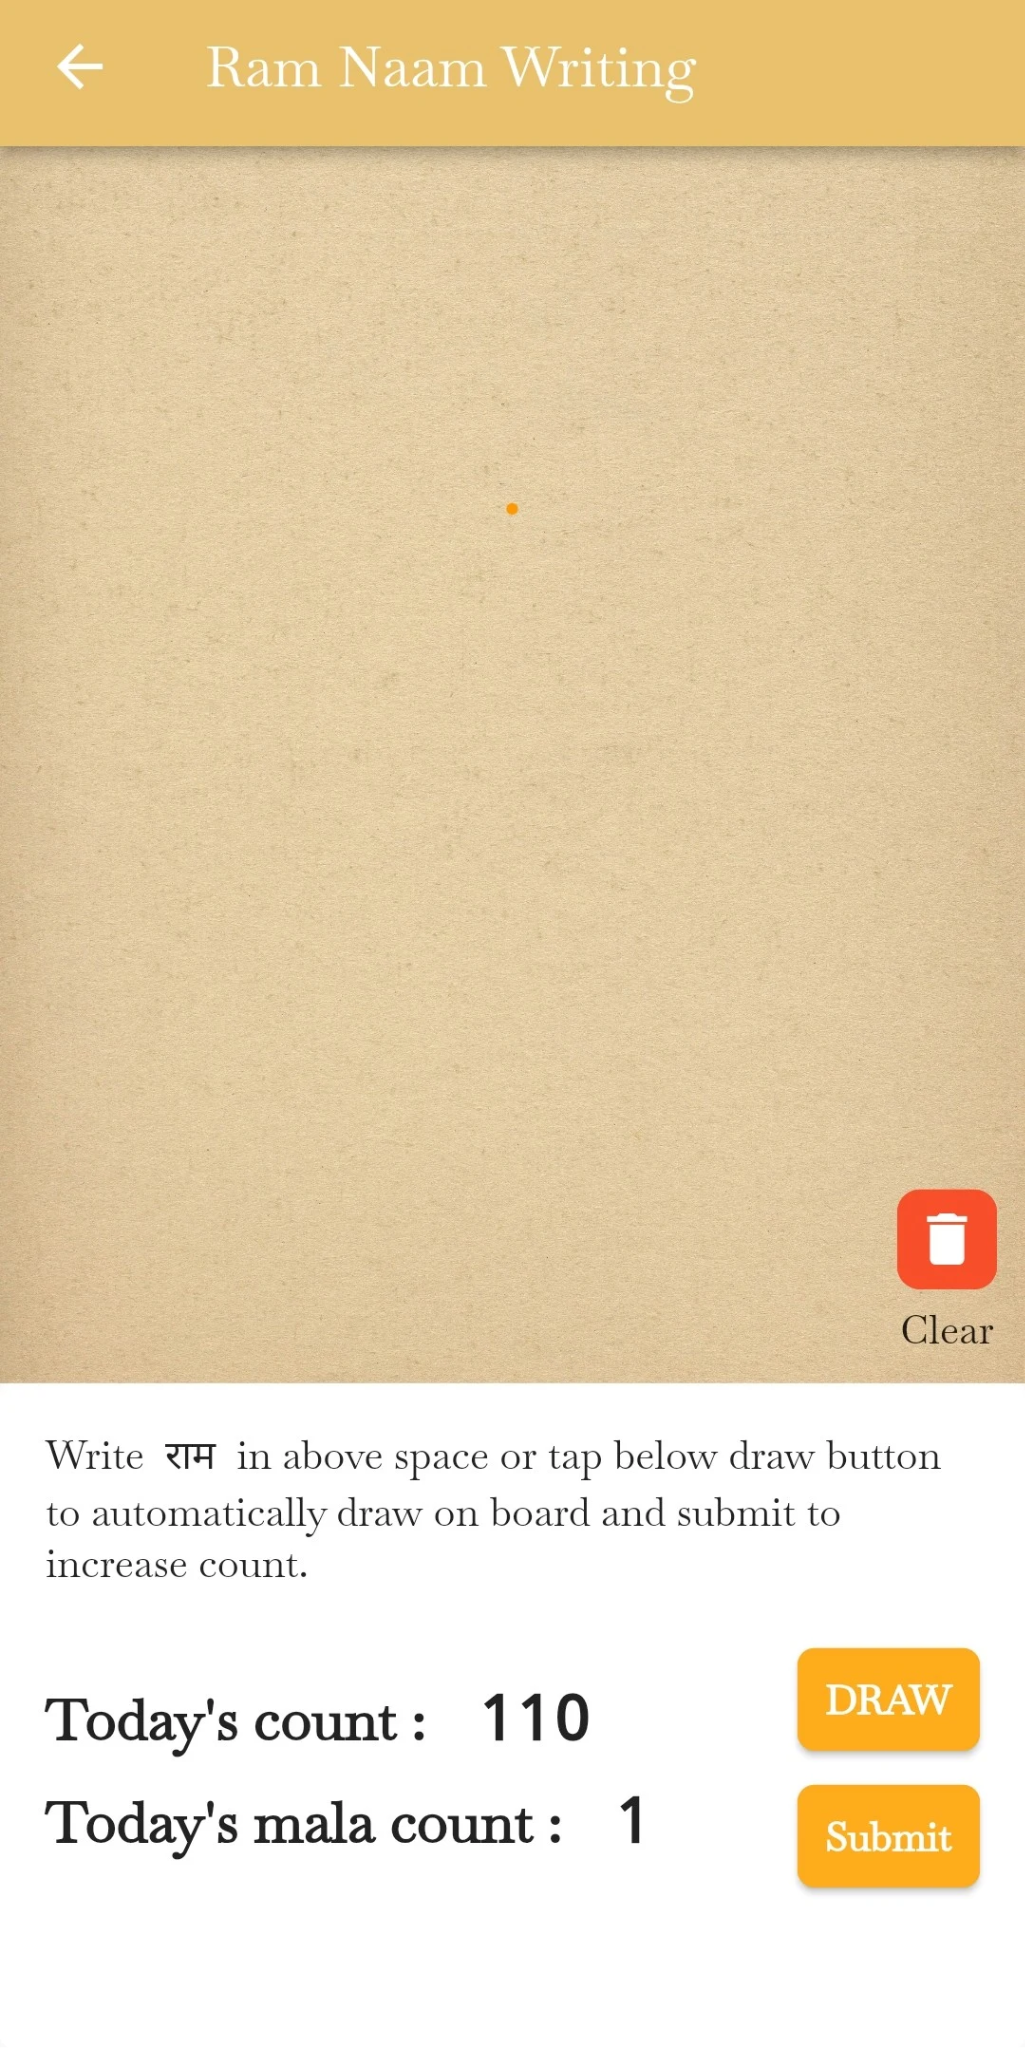 Ram Naam Writing
Clear
Write राम in above space or tap below draw button
to automatically draw on board and submit to
increase count.
DRAW
Today's count : 110
Today's mala count : 1
Submit